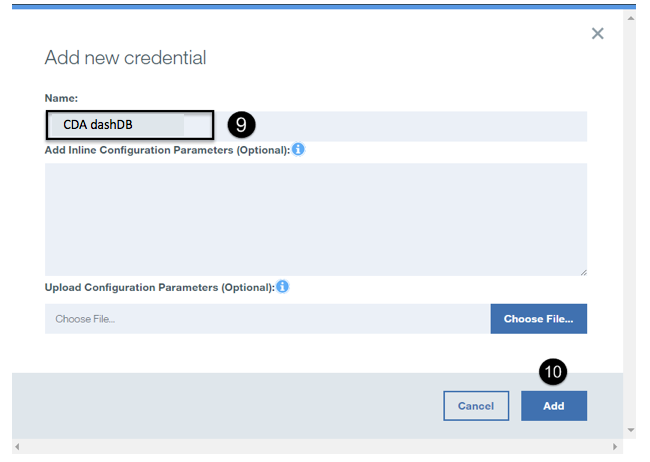 Add new credential
Name:
CDA dashDB
9
Add Inline Configuration Parameters (Optional):
Upload Configuration Parameters (Optional):
Choose File...
Choose File...
10
Cancel
Add